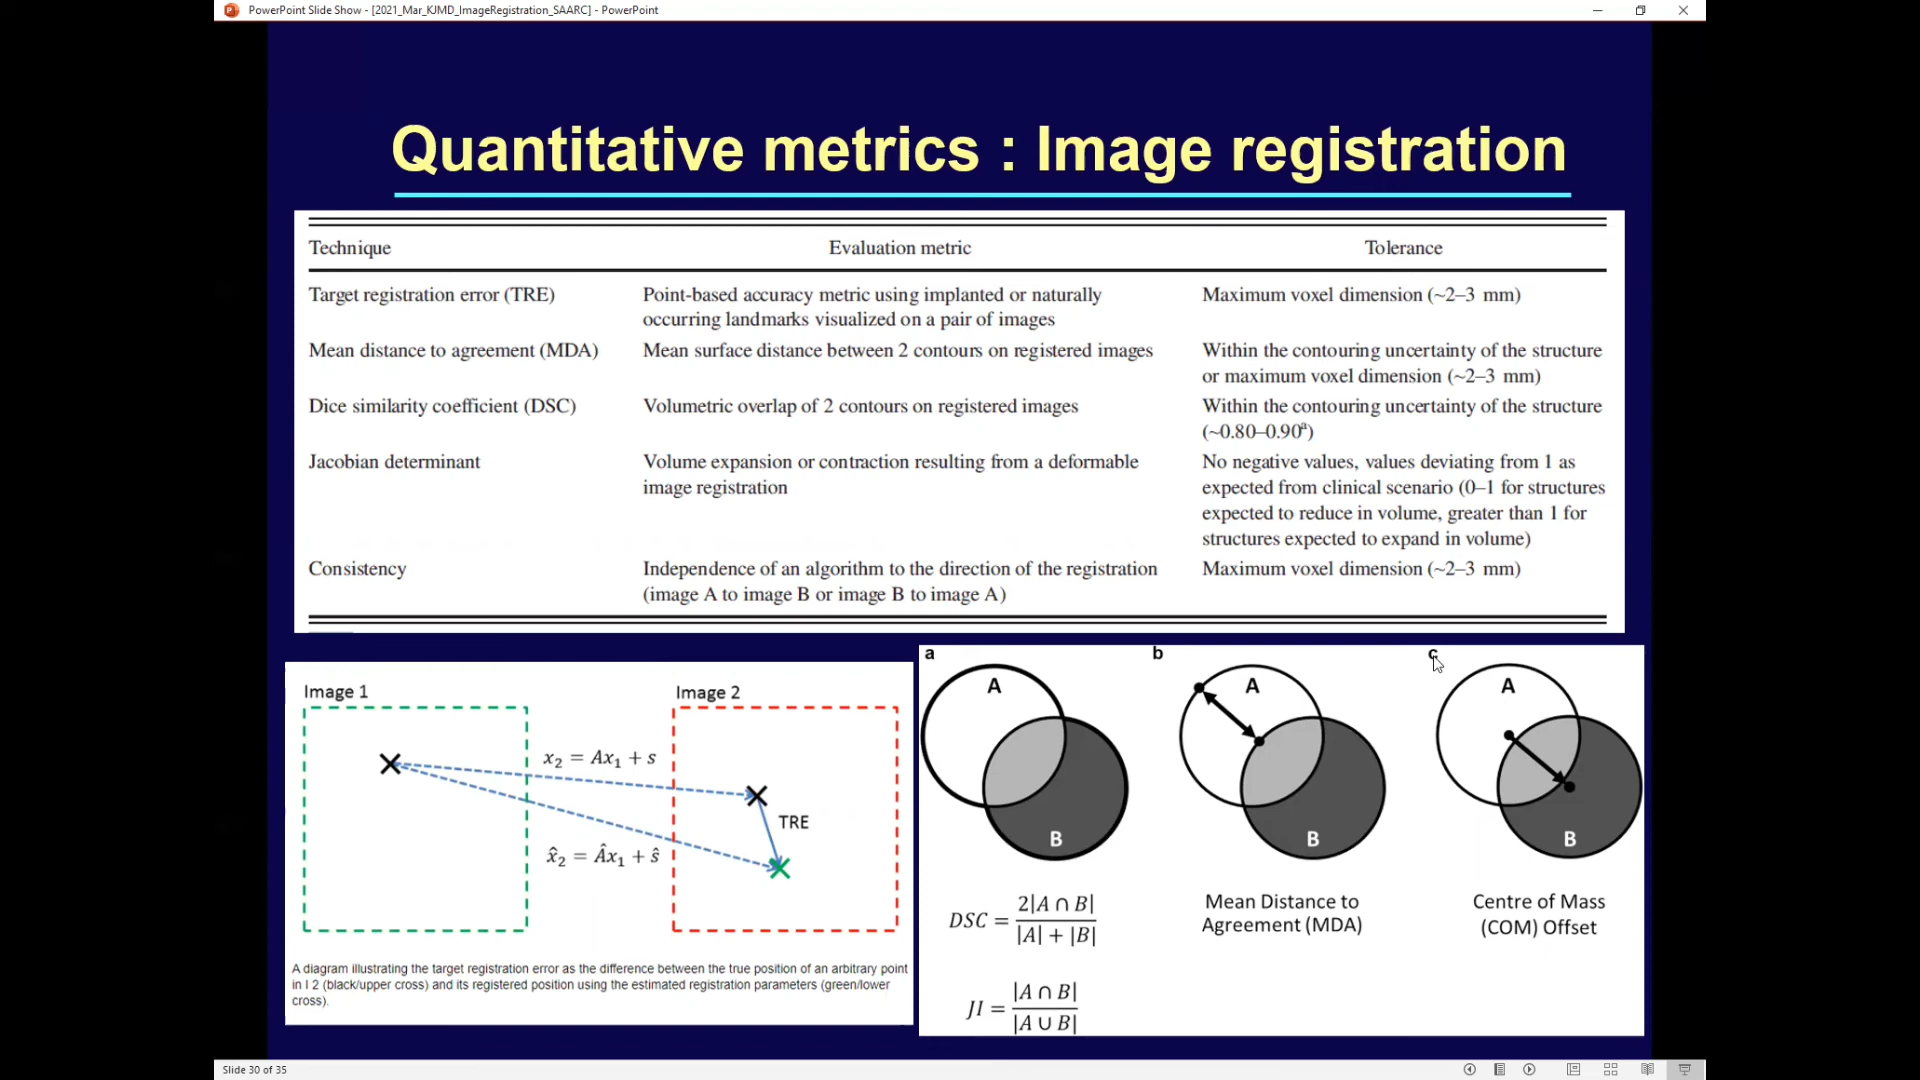 PowerPoint Slide Show - [2021_Mar_KJMD_ImageRegistration_SAARC] - PowerPoint
Quantitative metrics : Image registration
Technique Evaluation metric Tolerance
Target registration error (TRE) Point-based accuracy metric using implanted or naturally Maximum voxel dimension (~2–3 mm)
occurring landmarks visualized on a pair of images
Mean distance to agreement (MDA) Mean surface distance between 2 contours on registered images Within the contouring uncertainty of the structure
or maximum voxel dimension (~2–3 mm)
Dice similarity coefficient (DSC) Volumetric overlap of 2 contours on registered images Within the contouring uncertainty of the structure
(~0.80–0.90ª)
Jacobian determinant Volume expansion or contraction resulting from a deformable No negative values, values deviating from 1 as
image registration expected from clinical scenario (0–1 for structures
expected to reduce in volume, greater than 1 for
structures expected to expand in volume)
Consistency Independence of an algorithm to the direction of the registration Maximum voxel dimension (~2–3 mm)
(image A to image B or image B to image A)
Image 1 Image 2
x₂ = Ax₁ + s
TRE
x̂₂ = Âx₁ + ŝ
A diagram illustrating the target registration error as the difference between the true position of an arbitrary point
in I 2 (black/upper cross) and its registered position using the estimated registration parameters (green/lower
cross).
a b c
A A A
B B B
DSC = 2|A ∩ B| / |A| + |B|
JI = |A ∩ B| / |A ∪ B|
Mean Distance to
Agreement (MDA)
Centre of Mass
(COM) Offset
Slide 30 of 35